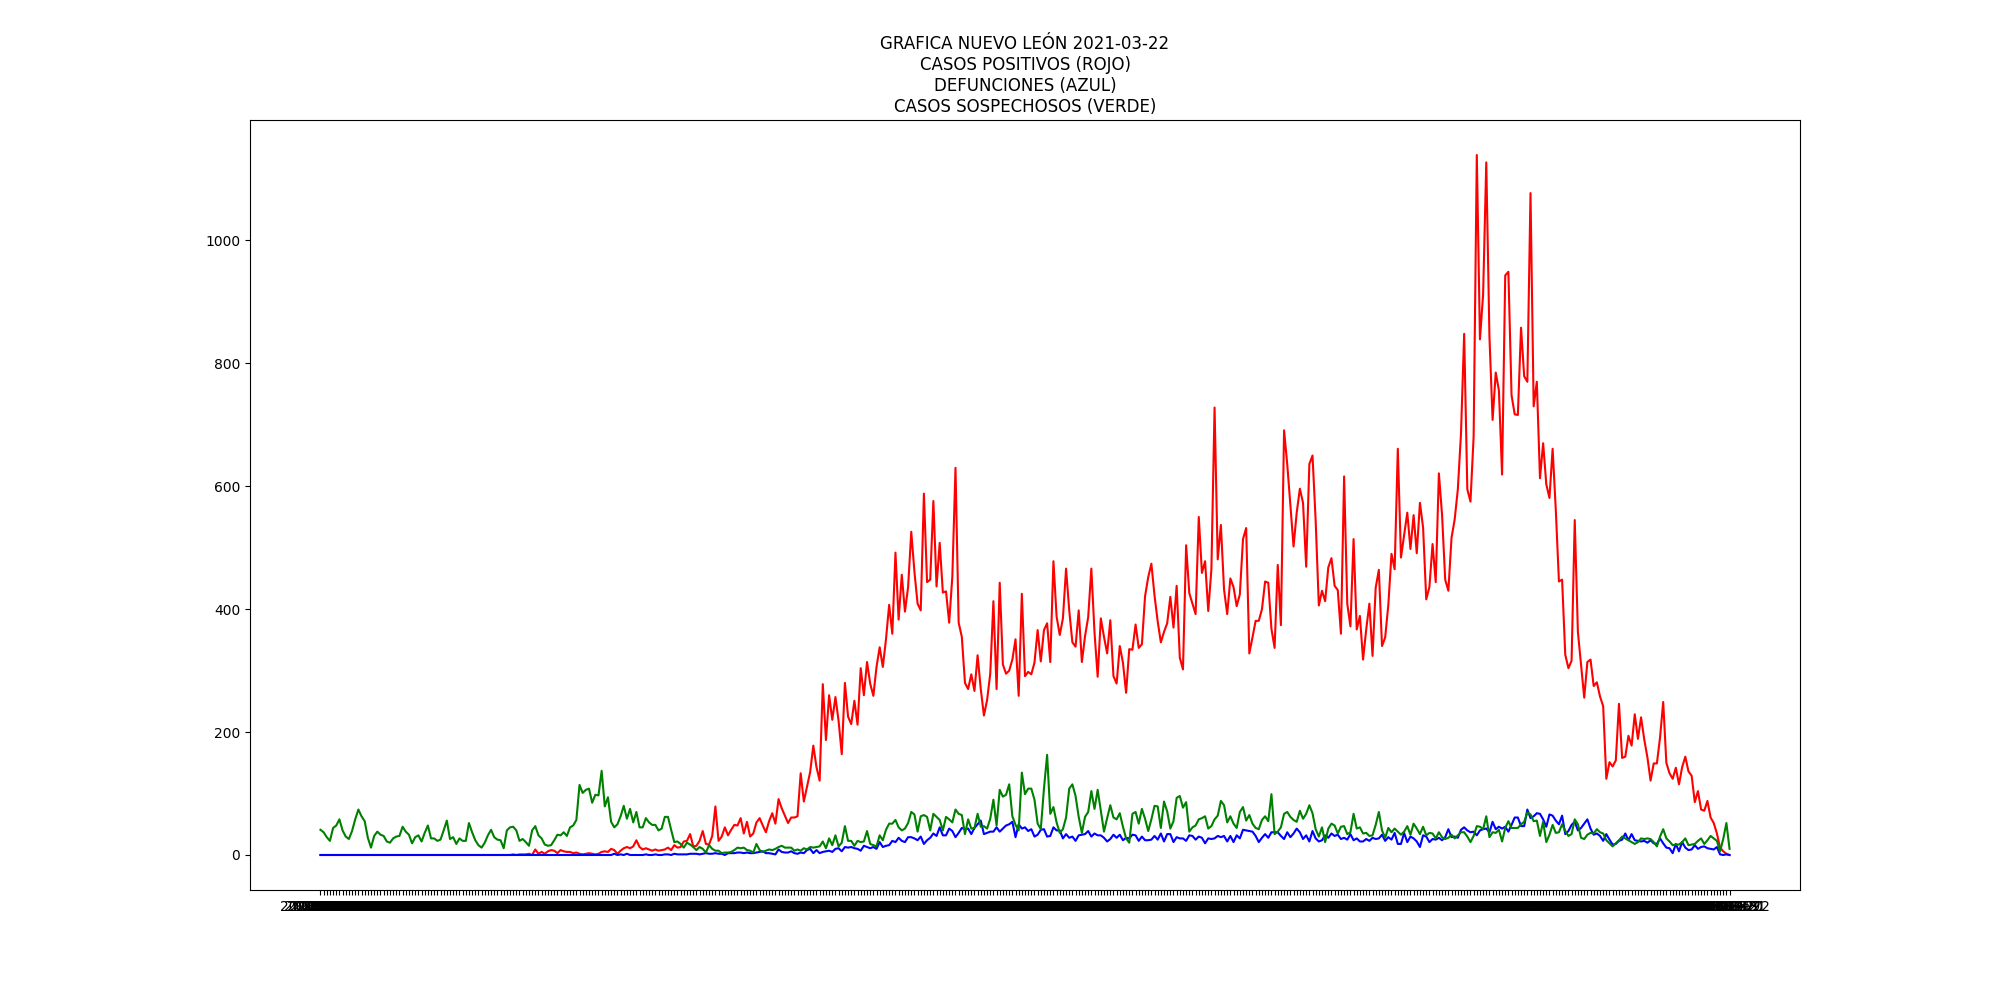 GRAFICA NUEVO LEÓN 2021-03-22
CASOS POSITIVOS (ROJO)
DEFUNCIONES (AZUL)
CASOS SOSPECHOSOS (VERDE)
1000
800
600
400
200
0